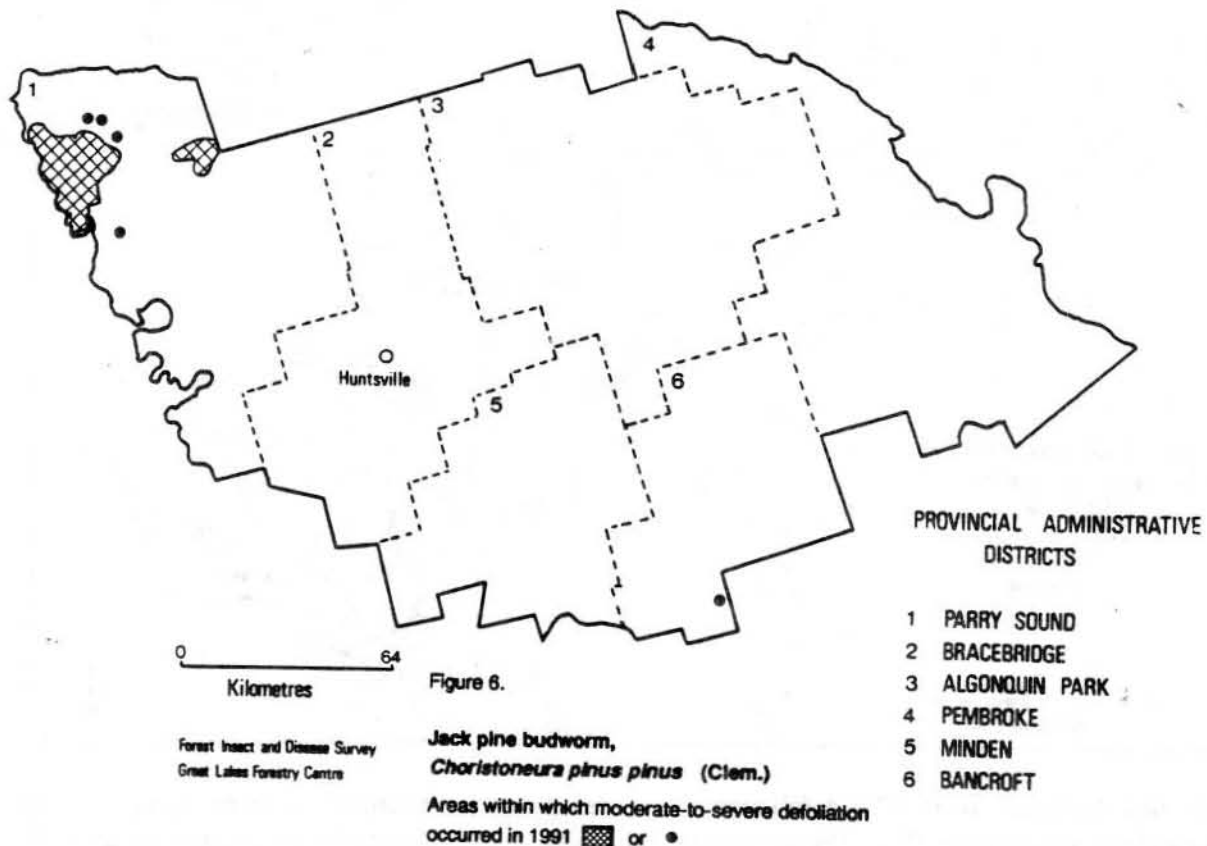 4
1
3
2
Huntsville
6
5
PROVINCIAL ADMINISTRATIVE
DISTRICTS
1 PARRY SOUND
2 BRACEBRIDGE
3 ALGONQUIN PARK
4 PEMBROKE
5 MINDEN
6 BANCROFT
0 64
Kilometres
Figure 6.
Forest Insect and Disease Survey
Great Lakes Forestry Centre
Jack pine budworm,
Choristoneura pinus pinus (Clem.)
Areas within which moderate-to-severe defoliation
occurred in 1991 or